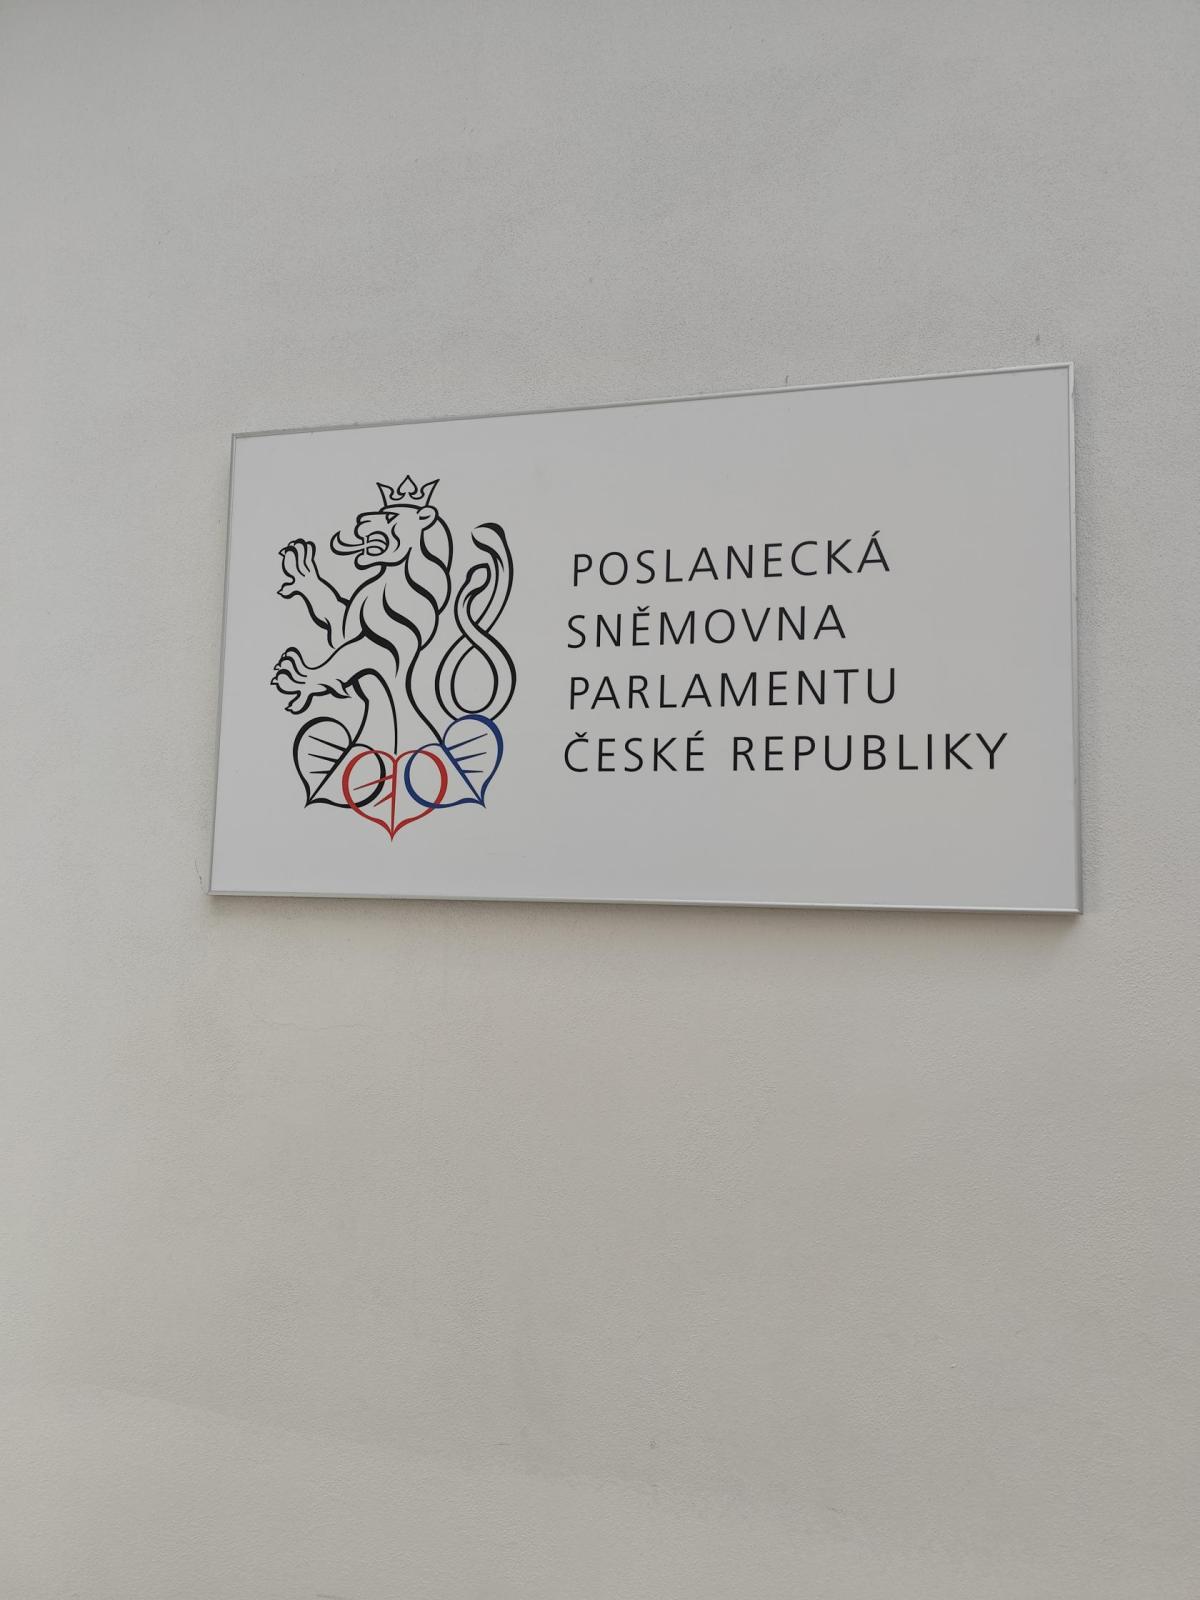 POSLANECKÁ
SNĚMOVNA
PARLAMENTU
ČESKÉ REPUBLIKY